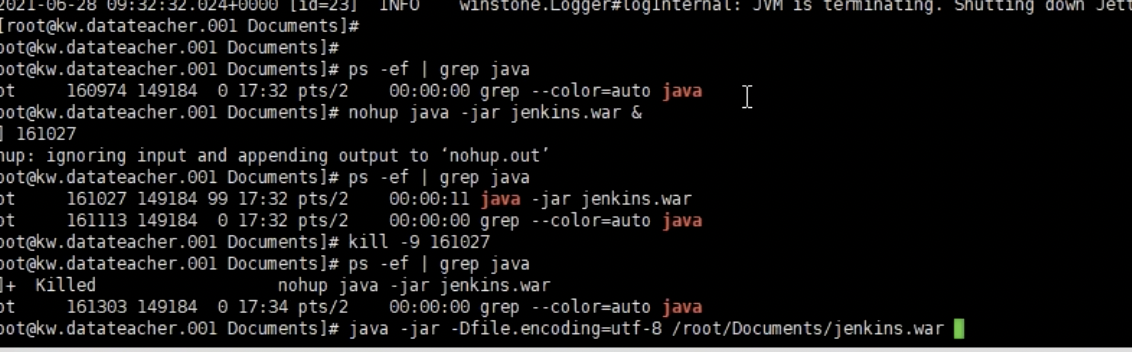 2021-06-28 09:32:32.024+0000 [id=23] INFO winstone.Logger#logInternal: JVM is terminating. Shutting down Jett
[root@kw.datateacher.001 Documents]#
oot@kw.datateacher.001 Documents]#
oot@kw.datateacher.001 Documents]# ps -ef | grep java
ot 160974 149184 0 17:32 pts/2 00:00:00 grep --color=auto java
oot@kw.datateacher.001 Documents]# nohup java -jar jenkins.war &
] 161027
hup: ignoring input and appending output to ‘nohup.out’
oot@kw.datateacher.001 Documents]# ps -ef | grep java
ot 161027 149184 99 17:32 pts/2 00:00:11 java -jar jenkins.war
ot 161113 149184 0 17:32 pts/2 00:00:00 grep --color=auto java
oot@kw.datateacher.001 Documents]# kill -9 161027
oot@kw.datateacher.001 Documents]# ps -ef | grep java
]+ Killed nohup java -jar jenkins.war
ot 161303 149184 0 17:34 pts/2 00:00:00 grep --color=auto java
oot@kw.datateacher.001 Documents]# java -jar -Dfile.encoding=utf-8 /root/Documents/jenkins.war